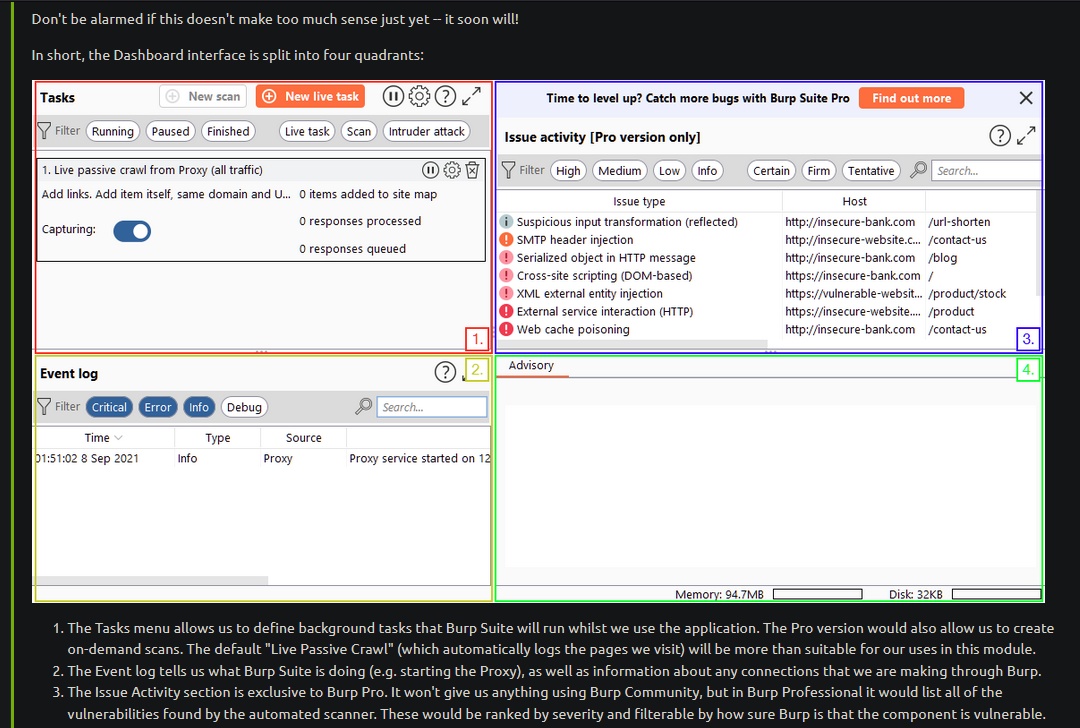 Don't be alarmed if this doesn't make too much sense just yet -- it soon will!
In short, the Dashboard interface is split into four quadrants:
Tasks
New scan
New live task
Filter
Running
Paused
Finished
Live task
Scan
Intruder attack
1. Live passive crawl from Proxy (all traffic)
Add links. Add item itself, same domain and U...
0 items added to site map
0 responses processed
Capturing:
0 responses queued
1.
Time to level up? Catch more bugs with Burp Suite Pro
Find out more
Issue activity [Pro version only]
Filter
High
Medium
Low
Info
Certain
Firm
Tentative
Search...
Issue type Host
Suspicious input transformation (reflected) http://insecure-bank.com /url-shorten
SMTP header injection http://insecure-website.c... /contact-us
Serialized object in HTTP message http://insecure-bank.com /blog
Cross-site scripting (DOM-based) https://insecure-bank.com /
XML external entity injection https://vulnerable-websit... /product/stock
External service interaction (HTTP) https://insecure-website.... /product
Web cache poisoning http://insecure-bank.com /contact-us
3.
Event log
2.
Filter
Critical
Error
Info
Debug
Search...
Time Type Source
01:51:02 8 Sep 2021 Info Proxy Proxy service started on 12
Advisory
4.
Memory: 94.7MB
Disk: 32KB
1. The Tasks menu allows us to define background tasks that Burp Suite will run whilst we use the application. The Pro version would also allow us to create
on-demand scans. The default "Live Passive Crawl" (which automatically logs the pages we visit) will be more than suitable for our uses in this module.
2. The Event log tells us what Burp Suite is doing (e.g. starting the Proxy), as well as information about any connections that we are making through Burp.
3. The Issue Activity section is exclusive to Burp Pro. It won't give us anything using Burp Community, but in Burp Professional it would list all of the
vulnerabilities found by the automated scanner. These would be ranked by severity and filterable by how sure Burp is that the component is vulnerable.